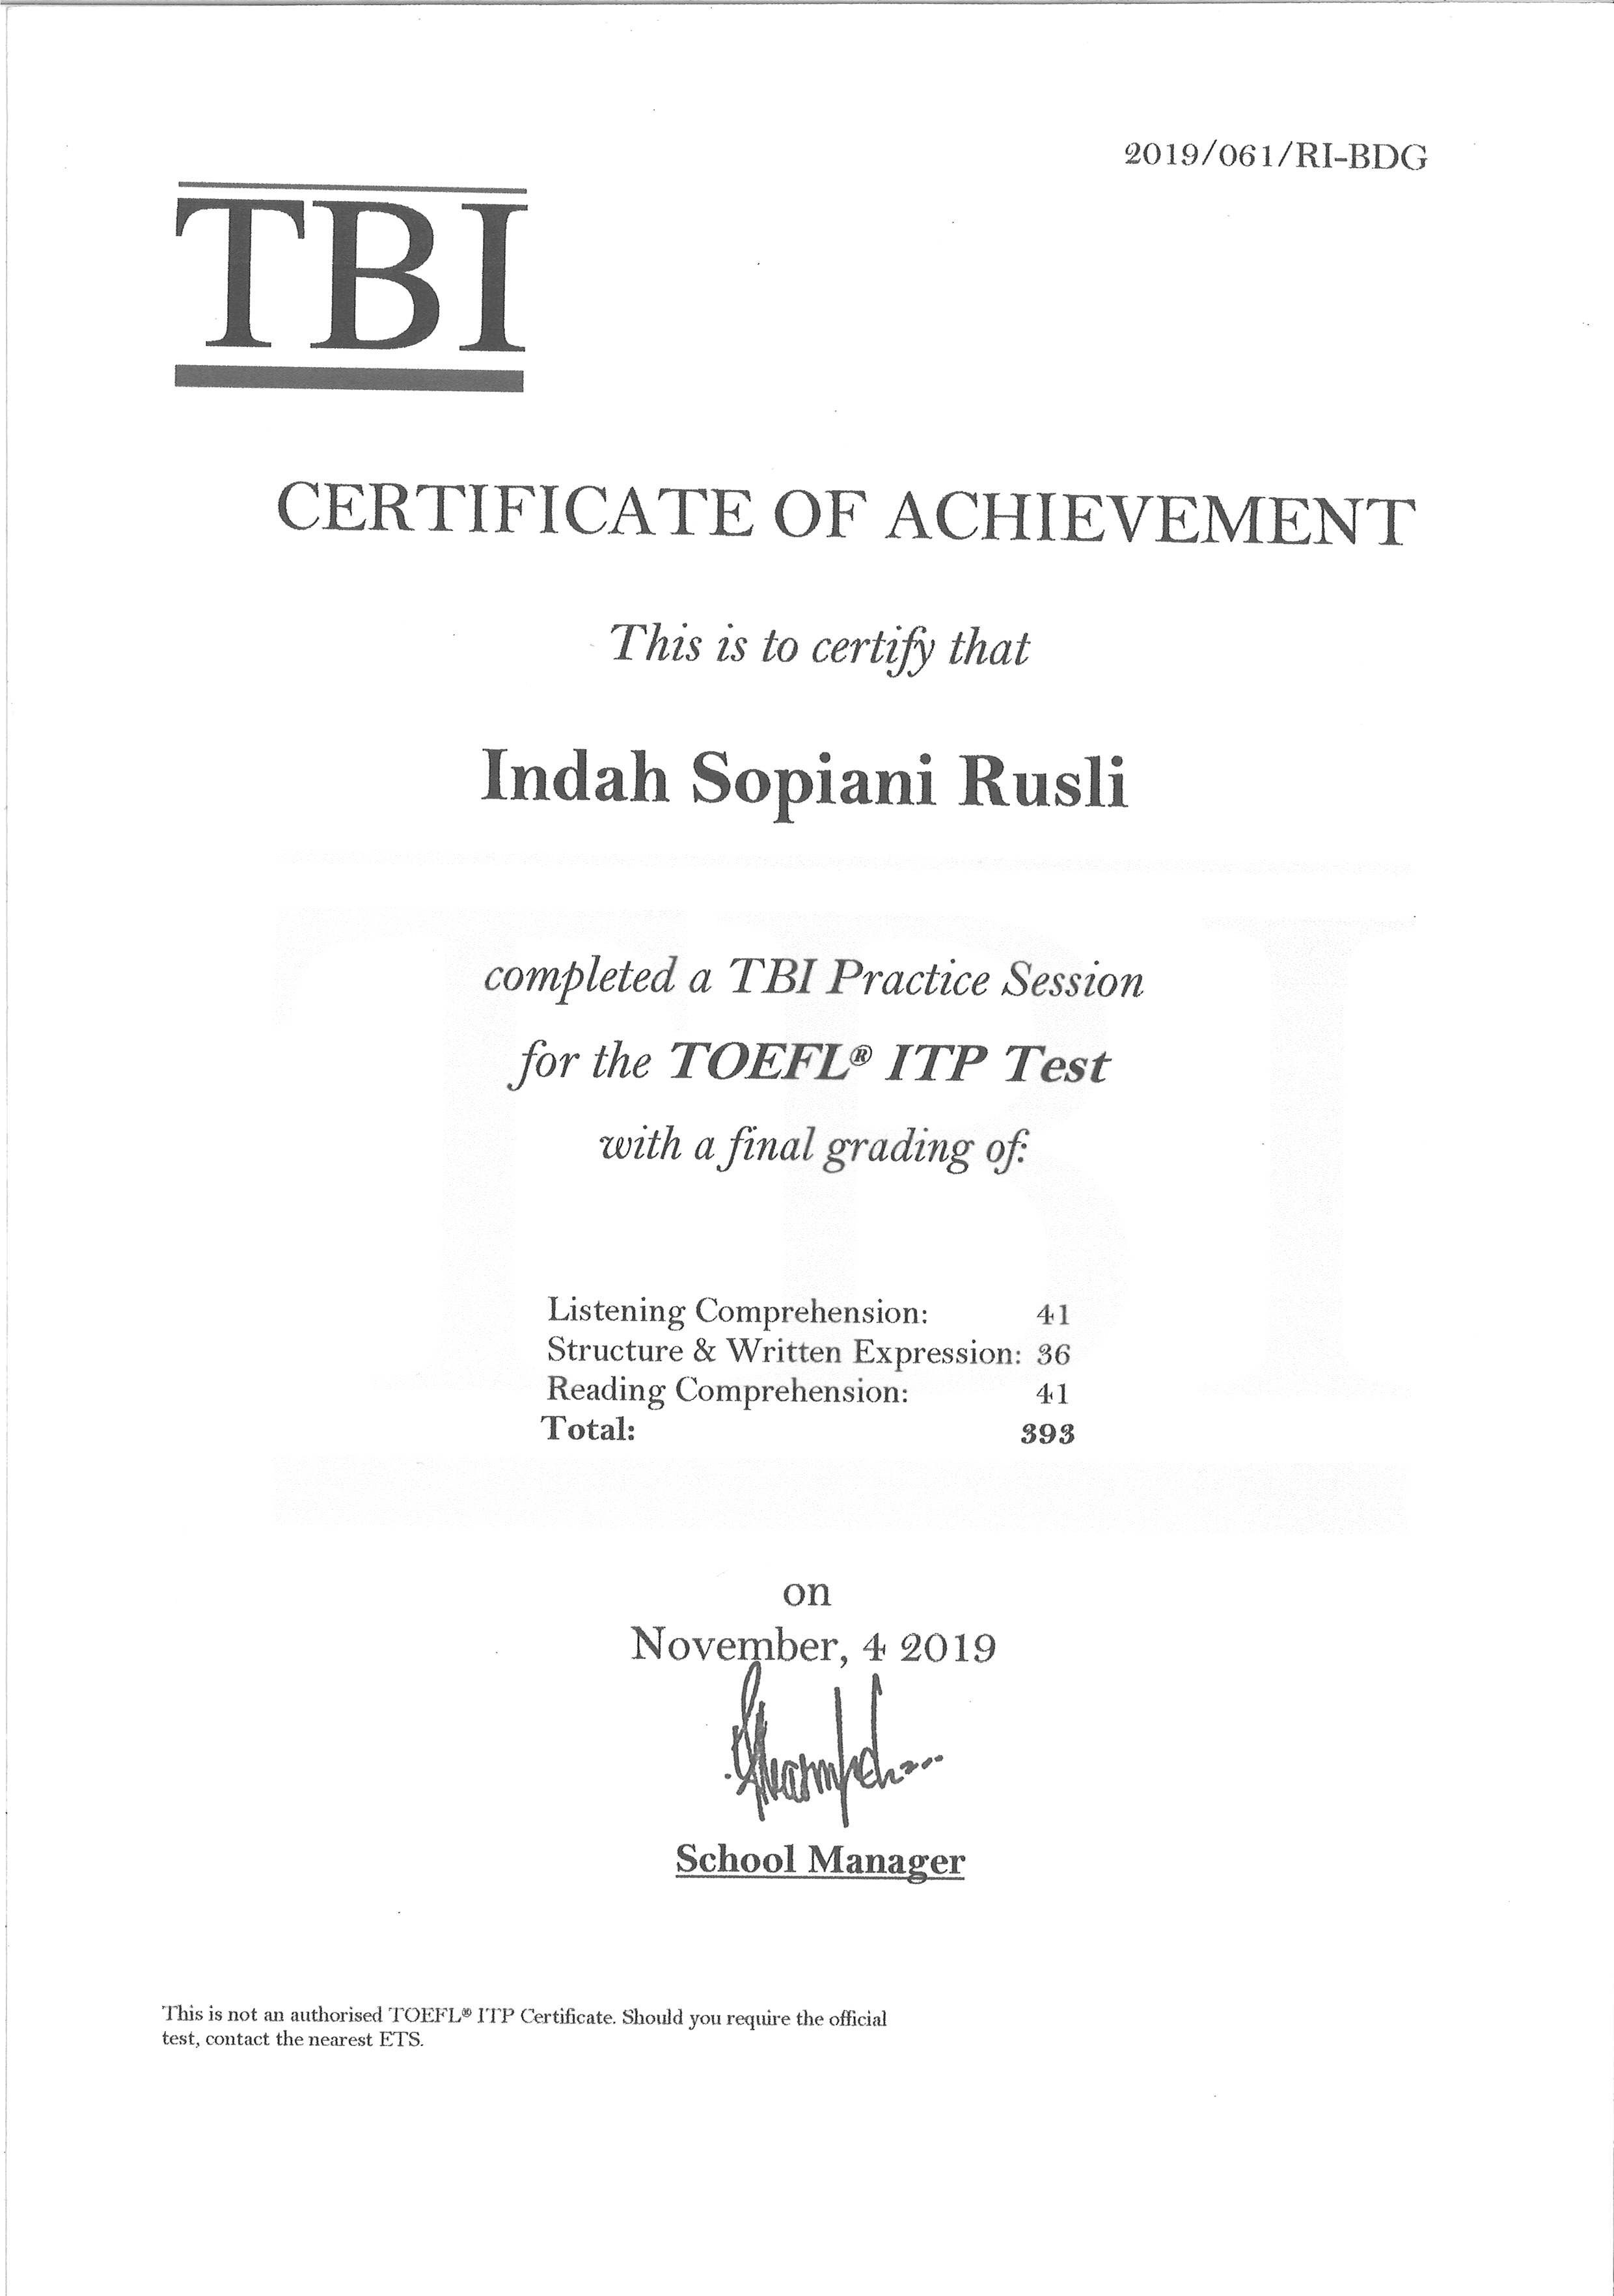 2019/061/RI-BDG
TBI
CERTIFICATE OF ACHIEVEMENT
This is to certify that
Indah Sopiani Rusli
completed a TBI Practice Session
for the TOEFL® ITP Test
with a final grading of:
Listening Comprehension: 41
Structure & Written Expression: 36
Reading Comprehension: 41
Total: 393
on
November, 4 2019
School Manager
This is not an authorised TOEFL® ITP Certificate. Should you require the official
test, contact the nearest ETS.